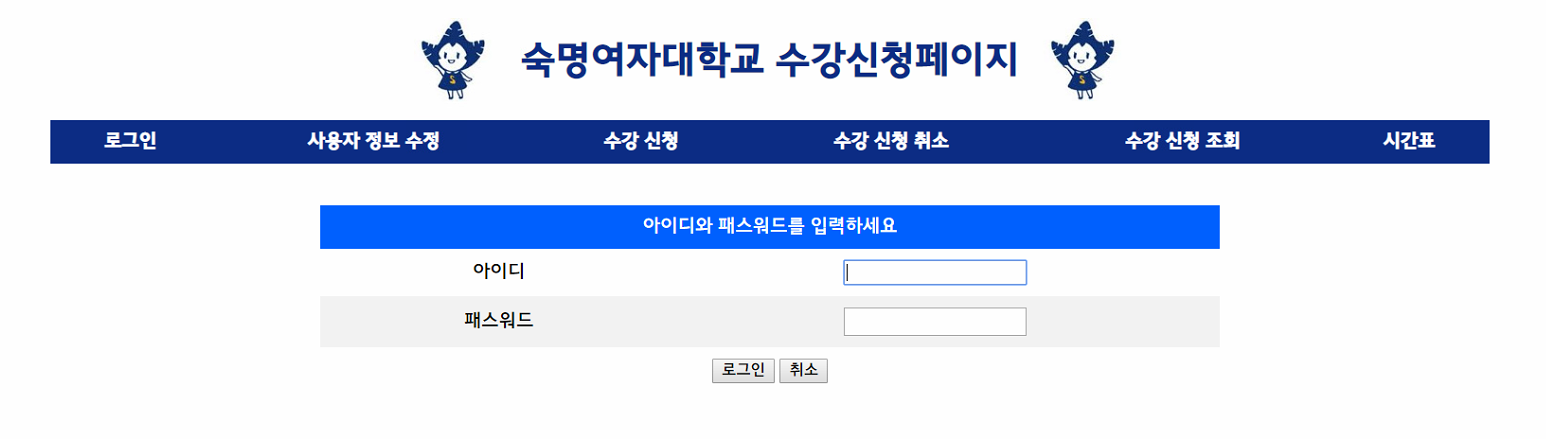 숙명여자대학교 수강신청페이지
로그인 사용자 정보 수정 수강 신청 수강 신청 취소 수강 신청 조회 시간표
아이디와 패스워드를 입력하세요
아이디
패스워드
로그인 취소